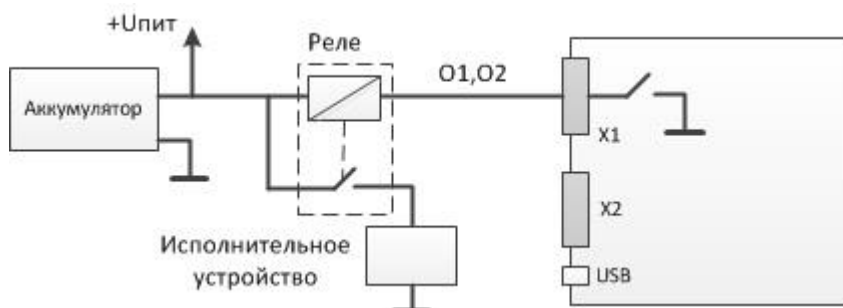 +Uпит
Реле
O1,O2
Аккумулятор
X1
X2
Исполнительное
устройство
USB